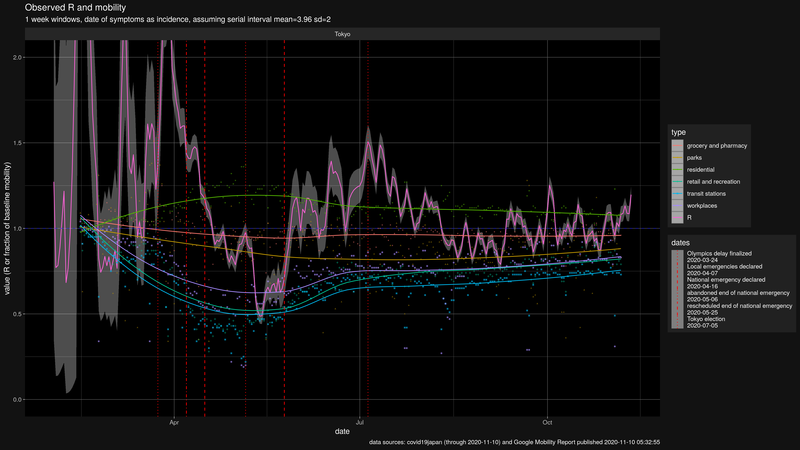 Observed R and mobility
1 week windows, date of symptoms as incidence, assuming serial interval mean=3.96 sd=2
Tokyo
2.0
1.5
1.0
0.5
0.0
value (R or fraction of baseline mobility)
Apr
Jul
Oct
date
type
grocery and pharmacy
parks
residential
retail and recreation
transit stations
workplaces
R
dates
Olympics delay finalized
2020-03-24
Local emergencies declared
2020-04-07
National emergency declared
2020-04-16
abandoned end of national emergency
2020-05-06
rescheduled end of national emergency
2020-05-25
Tokyo election
2020-07-05
data sources: covid19japan (through 2020-11-10) and Google Mobility Report published 2020-11-10 05:32:55